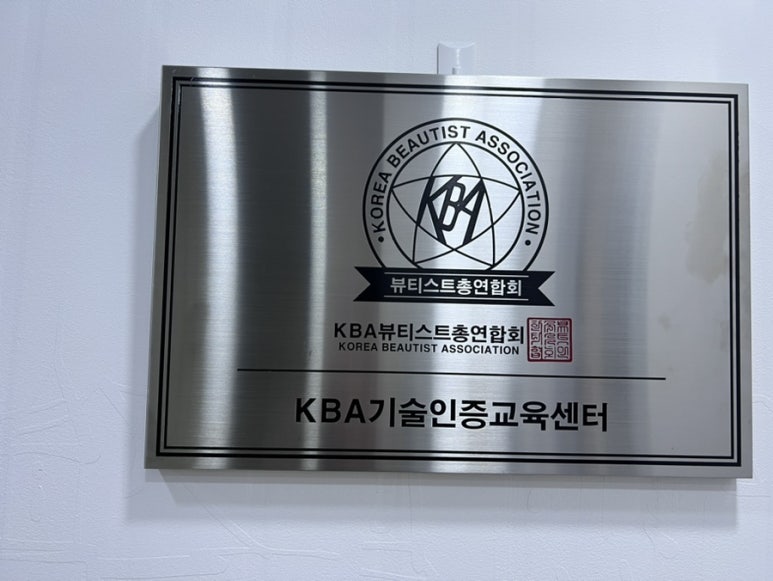 • KOREA BEAUTIST ASSOCIATION •
KBA
뷰티스트총연합회
KBA뷰티스트총연합회
KOREA BEAUTIST ASSOCIATION
KBA기술인증교육센터